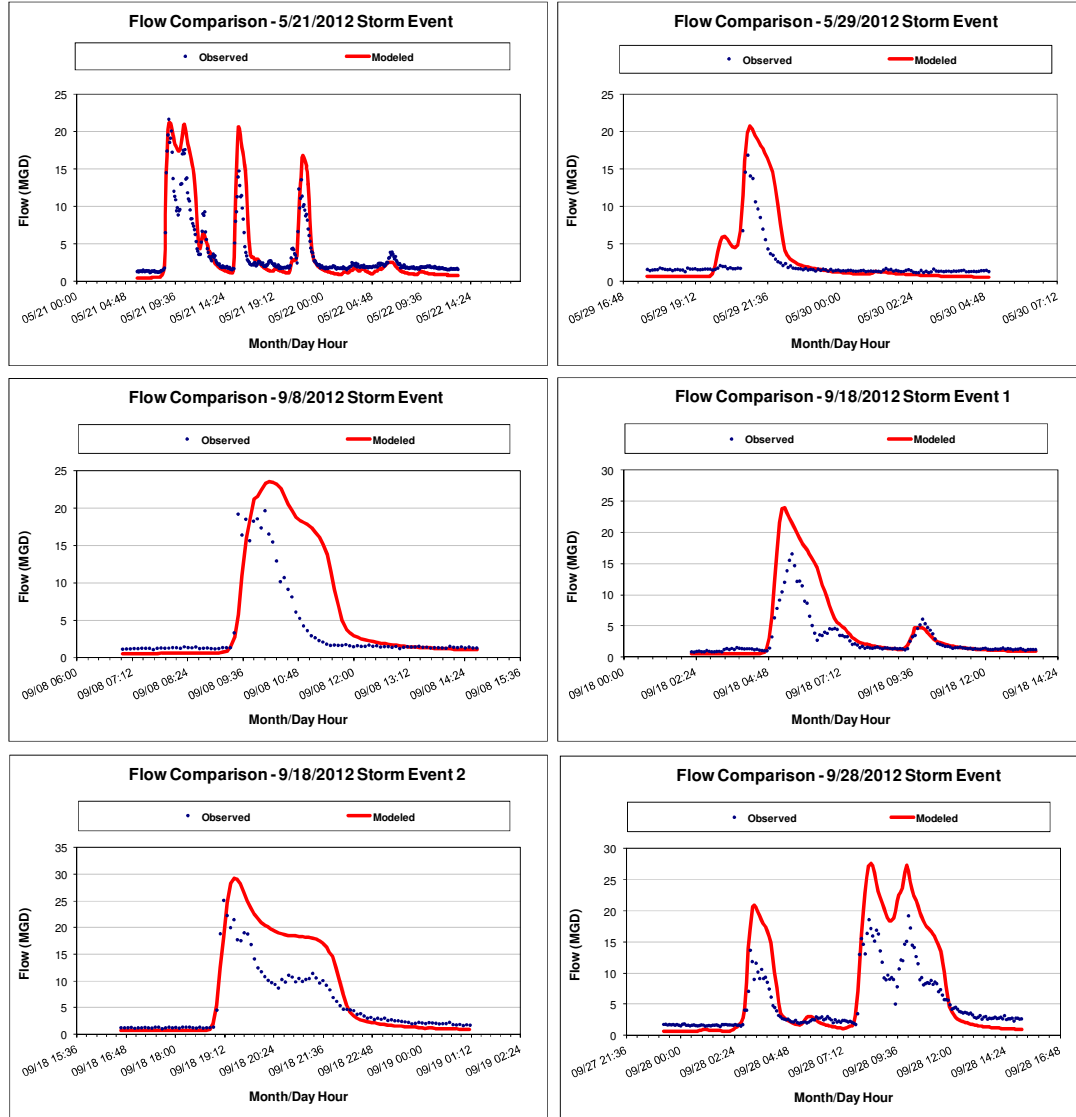 Flow Comparison - 5/21/2012 Storm Event
Observed Modeled
25
20
15
10
5
0
Flow (MGD)
05/21 00:00 05/21 04:48 05/21 09:36 05/21 14:24 05/21 19:12 05/22 00:00 05/22 04:48 05/22 09:36 05/22 14:24
Month/Day Hour
Flow Comparison - 5/29/2012 Storm Event
Observed Modeled
25
20
15
10
5
0
Flow (MGD)
05/29 16:48 05/29 19:12 05/29 21:36 05/30 00:00 05/30 02:24 05/30 04:48 05/30 07:12
Month/Day Hour
Flow Comparison - 9/8/2012 Storm Event
Observed Modeled
25
20
15
10
5
0
Flow (MGD)
09/08 06:00 09/08 07:12 09/08 08:24 09/08 09:36 09/08 10:48 09/08 12:00 09/08 13:12 09/08 14:24 09/08 15:36
Month/Day Hour
Flow Comparison - 9/18/2012 Storm Event 1
Observed Modeled
30
25
20
15
10
5
0
Flow (MGD)
09/18 00:00 09/18 02:24 09/18 04:48 09/18 07:12 09/18 09:36 09/18 12:00 09/18 14:24
Month/Day Hour
Flow Comparison - 9/18/2012 Storm Event 2
Observed Modeled
35
30
25
20
15
10
5
0
Flow (MGD)
09/18 15:36 09/18 16:48 09/18 18:00 09/18 19:12 09/18 20:24 09/18 21:36 09/18 22:48 09/19 00:00 09/19 01:12 09/19 02:24
Month/Day Hour
Flow Comparison - 9/28/2012 Storm Event
Observed Modeled
30
25
20
15
10
5
0
Flow (MGD)
09/27 21:36 09/28 00:00 09/28 02:24 09/28 04:48 09/28 07:12 09/28 09:36 09/28 12:00 09/28 14:24 09/28 16:48
Month/Day Hour